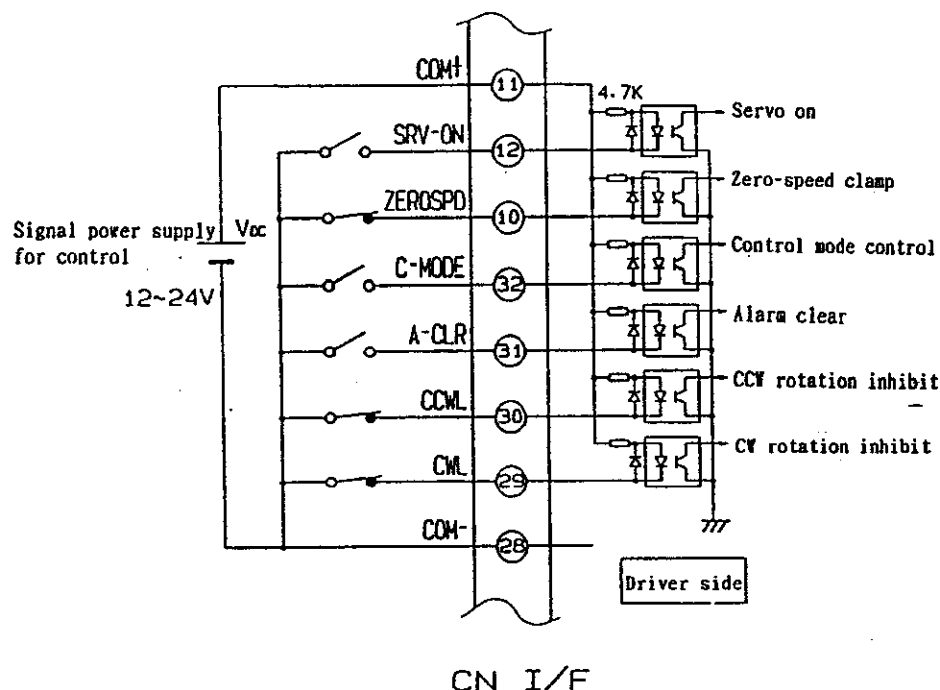 COM+
11
4.7K
Servo on
SRV-ON
12
Zero-speed clamp
ZEROSPD
10
Signal power supply
for control
VDC
Control mode control
C-MODE
32
12~24V
Alarm clear
A-CLR
31
CCW rotation inhibit
CCWL
30
CW rotation inhibit
CWL
29
COM-
28
Driver side
CN I/F